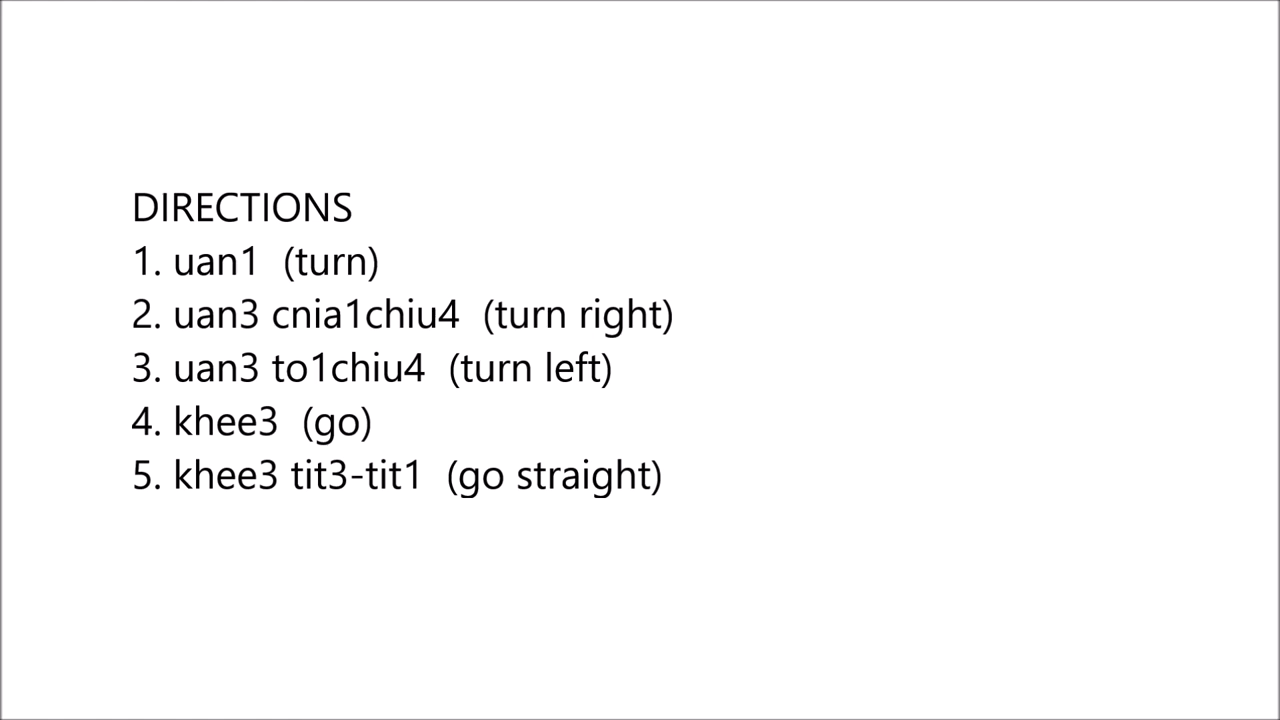 DIRECTIONS
1. uan1 (turn)
2. uan3 cnia1chiu4 (turn right)
3. uan3 to1chiu4 (turn left)
4. khee3 (go)
5. khee3 tit3-tit1 (go straight)